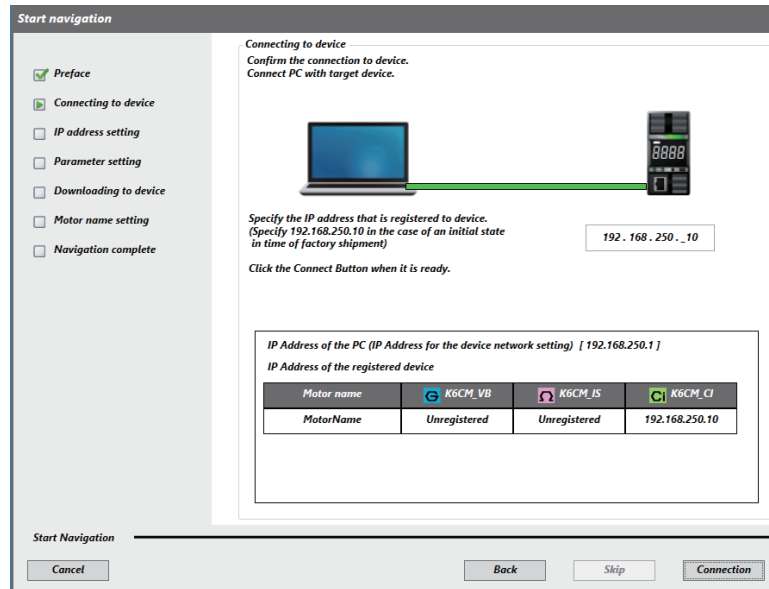 Start navigation
Preface
Connecting to device
IP address setting
Parameter setting
Downloading to device
Motor name setting
Navigation complete
Connecting to device
Confirm the connection to device.
Connect PC with target device.
8888
Specify the IP address that is registered to device.
(Specify 192.168.250.10 in the case of an initial state
in time of factory shipment)
192 . 168 . 250 . _10
Click the Connect Button when it is ready.
IP Address of the PC (IP Address for the device network setting) [ 192.168.250.1 ]
IP Address of the registered device
Motor name G K6CM_VB Ω K6CM_IS Ci K6CM_CI
MotorName Unregistered Unregistered 192.168.250.10
Start Navigation
Cancel Back Skip Connection